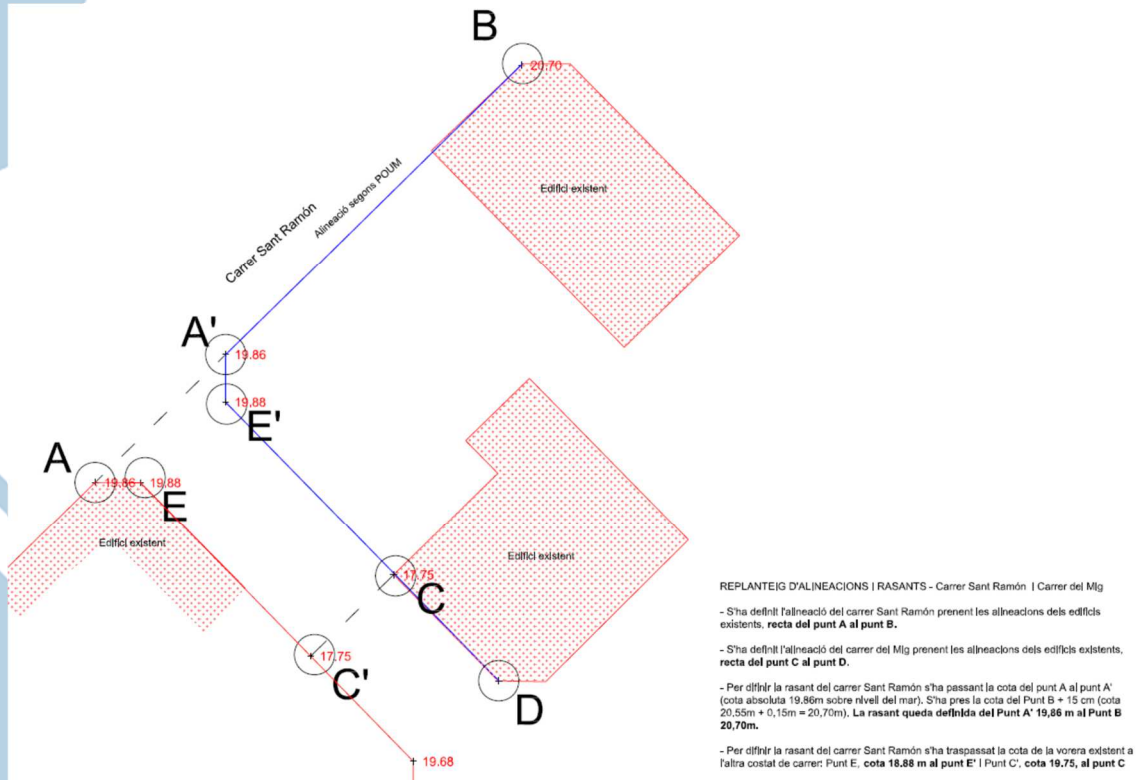 B
20,70
Edifici existent
Alineació segons POUM
Carrer Sant Ramón
A'
19.86
19.88
E'
A
19.86
19.88
E
Edifici existent
17.75
C
Edifici existent
17.75
C'
D
19.68
REPLANTEIG D'ALINEACIONS I RASANTS - Carrer Sant Ramón I Carrer del Mig
- S'ha definit l'alineació del carrer Sant Ramón prenent les alineacions dels edificis
existents, recta del punt A al punt B.
- S'ha definit l'alineació del carrer del Mig prenent les alineacions dels edificis existents,
recta del punt C al punt D.
- Per difinir la rasant del carrer Sant Ramón s'ha passant la cota del punt A al punt A'
(cota absoluta 19.86m sobre nivell del mar). S'ha pres la cota del Punt B + 15 cm (cota
20,55m + 0,15m = 20,70m). La rasant queda definida del Punt A' 19,86 m al Punt B
20,70m.
- Per difinir la rasant del carrer Sant Ramón s'ha traspassat la cota de la vorera existent a
l'altra costat de carrer: Punt E, cota 18.88 m al punt E' I Punt C', cota 19.75, al punt C